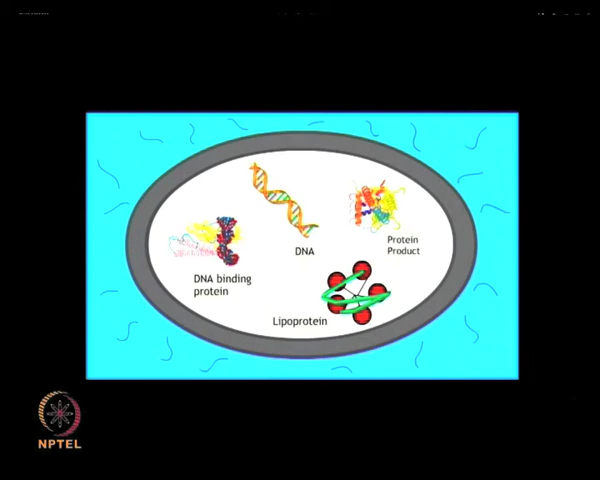 DNA
Protein
Product
DNA binding
protein
Lipoprotein
NPTEL